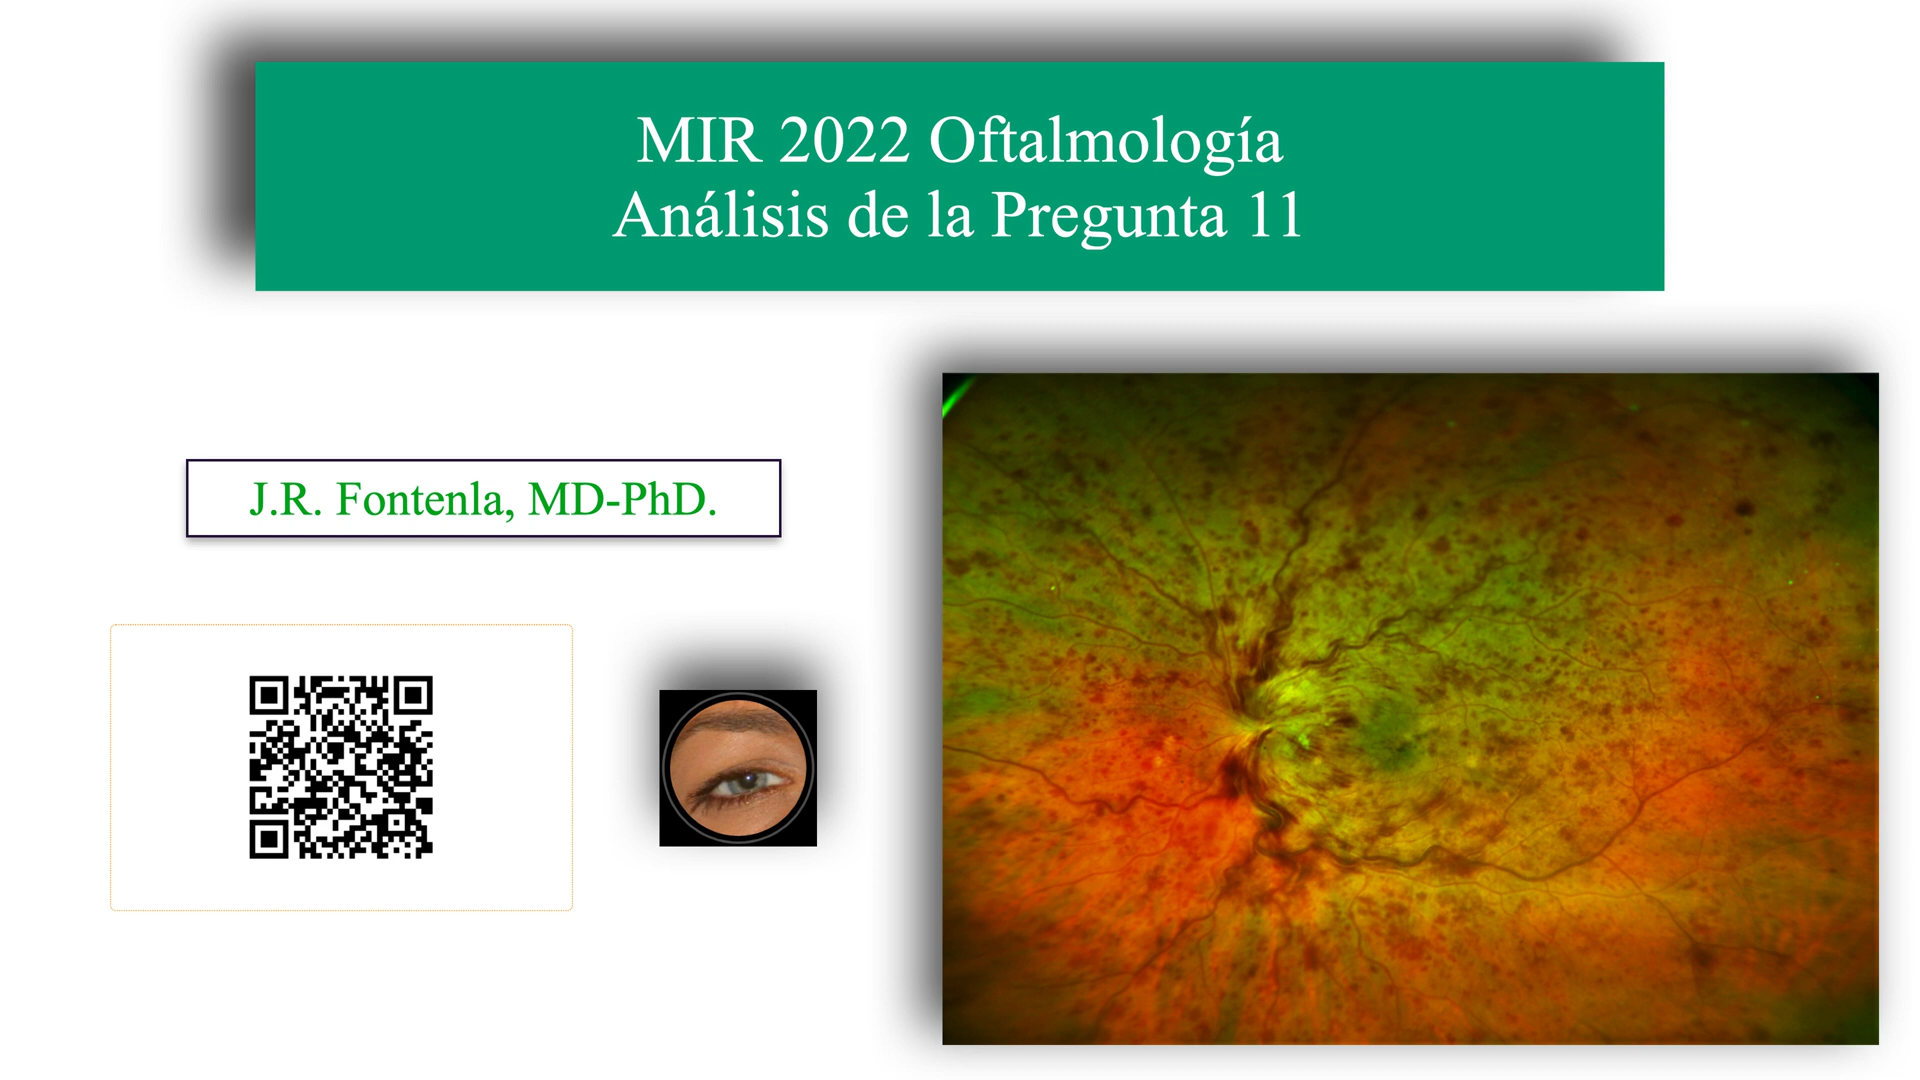 MIR 2022 Oftalmología
Análisis de la Pregunta 11
J.R. Fontenla, MD-PhD.